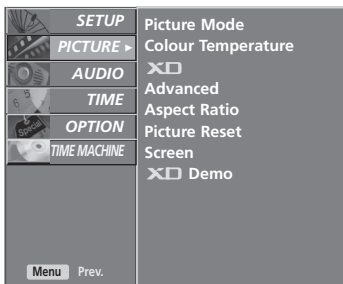 SETUP
PICTURE ►
AUDIO
TIME
OPTION
TIME MACHINE
Menu Prev.
Picture Mode
Colour Temperature
XD
Advanced
Aspect Ratio
Picture Reset
Screen
XD Demo